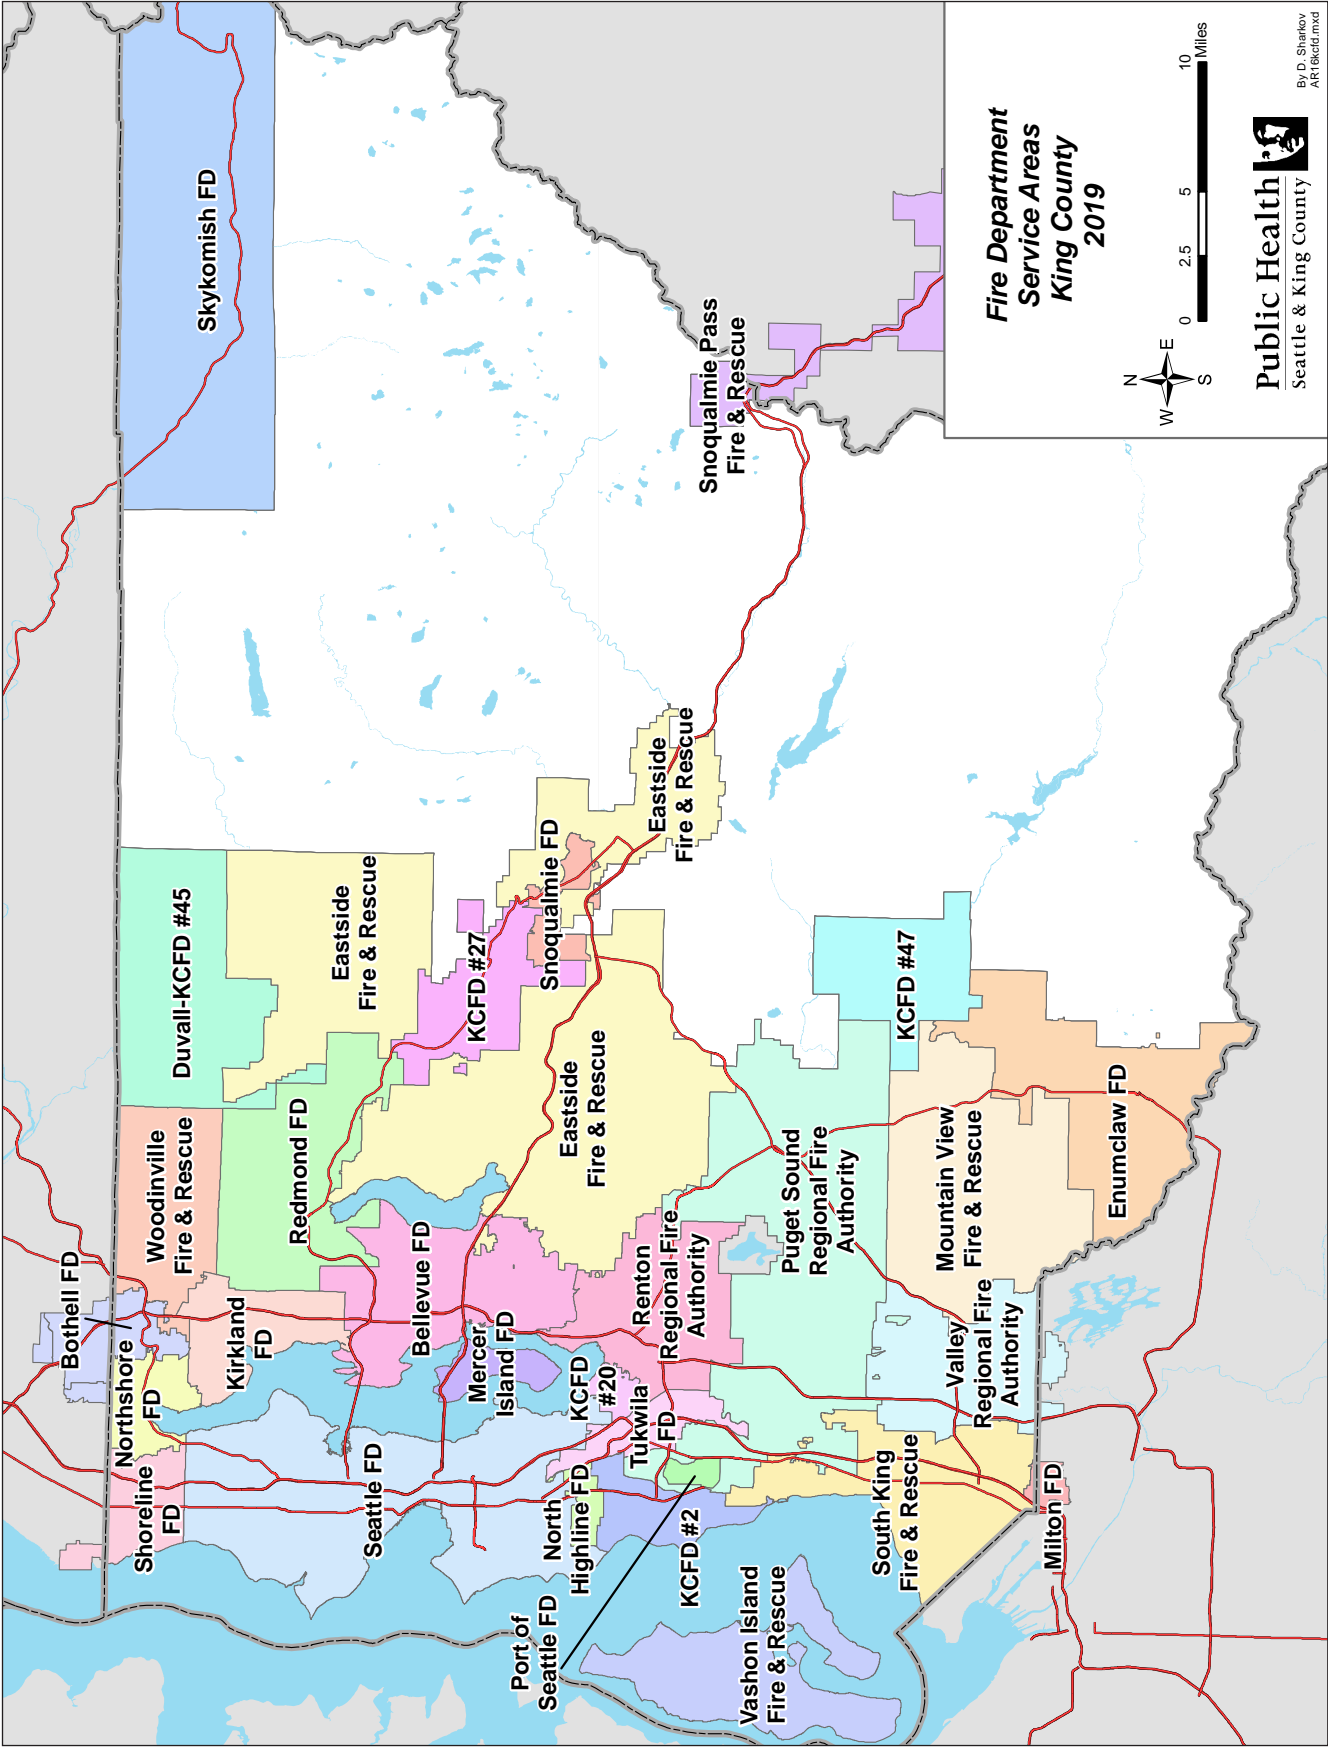 Skykomish FD
Snoqualmie Pass
Fire & Rescue
Duvall-KCFD #45
Eastside
Fire & Rescue
KCFD #27
Snoqualmie FD
Eastside
Fire & Rescue
Woodinville
Fire & Rescue
Redmond FD
Eastside
Fire & Rescue
Bothell FD
Northshore
FD
Kirkland
FD
Bellevue FD
Mercer
Island FD
KCFD
#20
Tukwila
FD
Renton
Regional Fire
Authority
Puget Sound
Regional Fire
Authority
KCFD #47
Mountain View
Fire & Rescue
Enumclaw FD
Valley
Regional Fire
Authority
Shoreline
FD
Seattle FD
North
Highline FD
KCFD #2
Port of
Seattle FD
Vashon Island
Fire & Rescue
South King
Fire & Rescue
Milton FD
Fire Department
Service Areas
King County
2019
N
W E
S
0 2.5 5 10
Miles
Public Health
Seattle & King County
By D. Sharkov
AR16kcfd.mxd